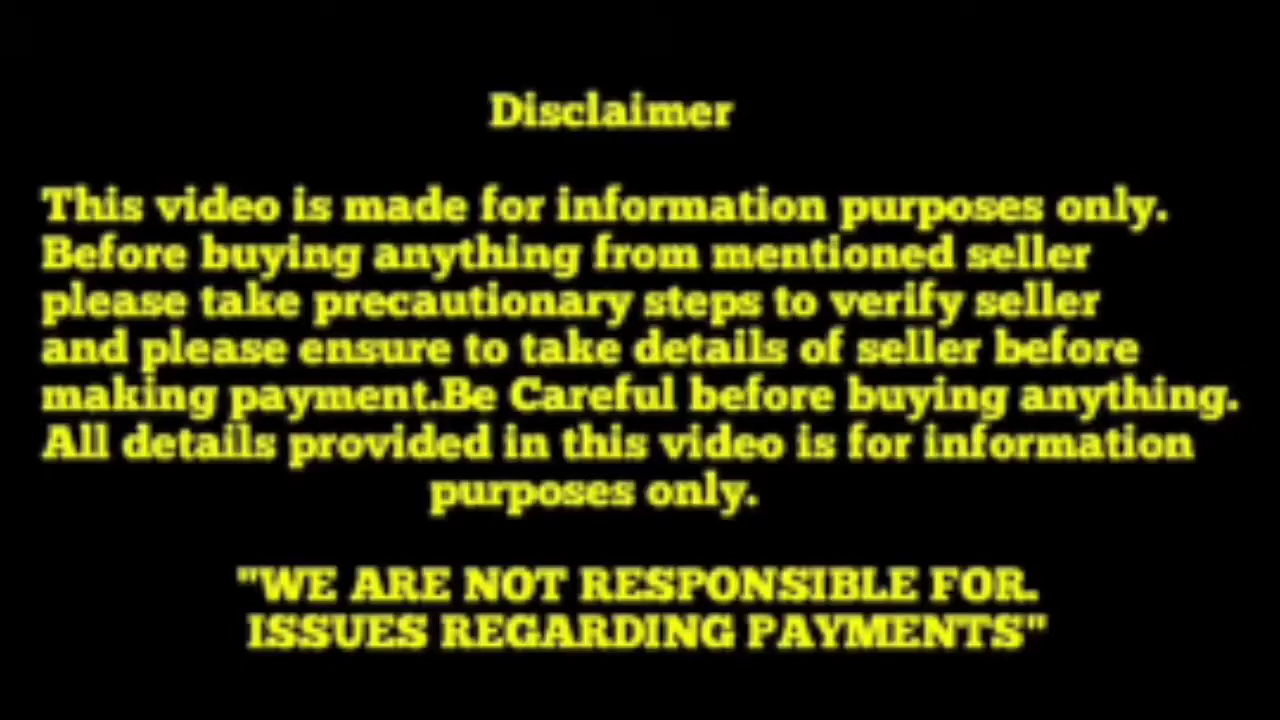 Disclaimer
This video is made for information purposes only.
Before buying anything from mentioned seller
please take precautionary steps to verify seller
and please ensure to take details of seller before
making payment.Be Careful before buying anything.
All details provided in this video is for information
purposes only.
"WE ARE NOT RESPONSIBLE FOR.
ISSUES REGARDING PAYMENTS"